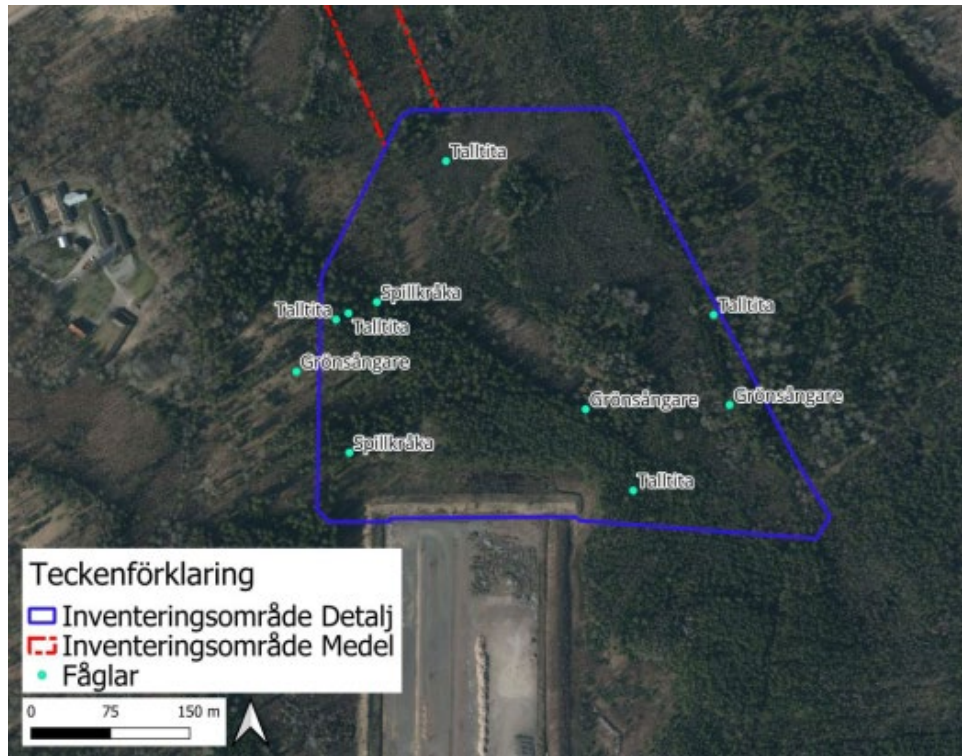 Talltita
Spillkråka
Talltita
Talltita
Talltita
Grönsångare
Grönsångare
Grönsångare
Spillkråka
Talltita
Teckenförklaring
Inventeringsområde Detalj
Inventeringsområde Medel
Fåglar
0 75 150 m